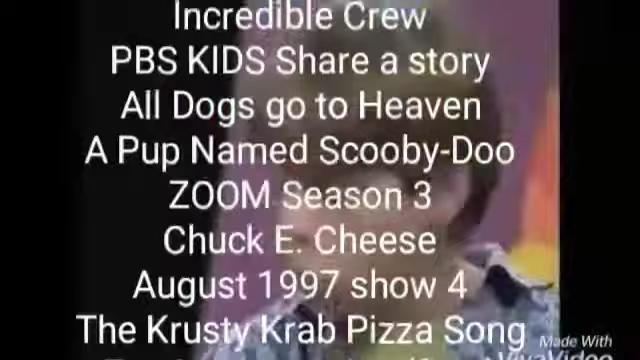 Incredible Crew
PBS KIDS Share a story
All Dogs go to Heaven
A Pup Named Scooby-Doo
ZOOM Season 3
Chuck E. Cheese
August 1997 show 4
The Krusty Krab Pizza Song
Made With
VivaVideo